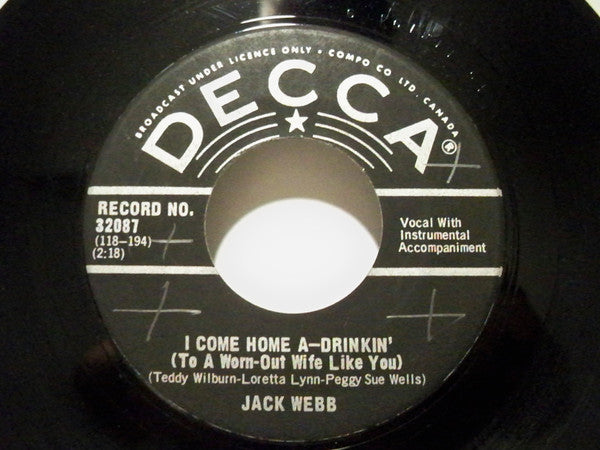 BROADCAST UNDER LICENCE ONLY • COMPO CO LTD. CANADA
DECCA®
RECORD NO.
32087
(118-194)
(2:18)
Vocal With
Instrumental
Accompaniment
I COME HOME A-DRINKIN'
(To A Worn-Out Wife Like You)
(Teddy Wilburn-Loretta Lynn-Peggy Sue Wells)
JACK WEBB